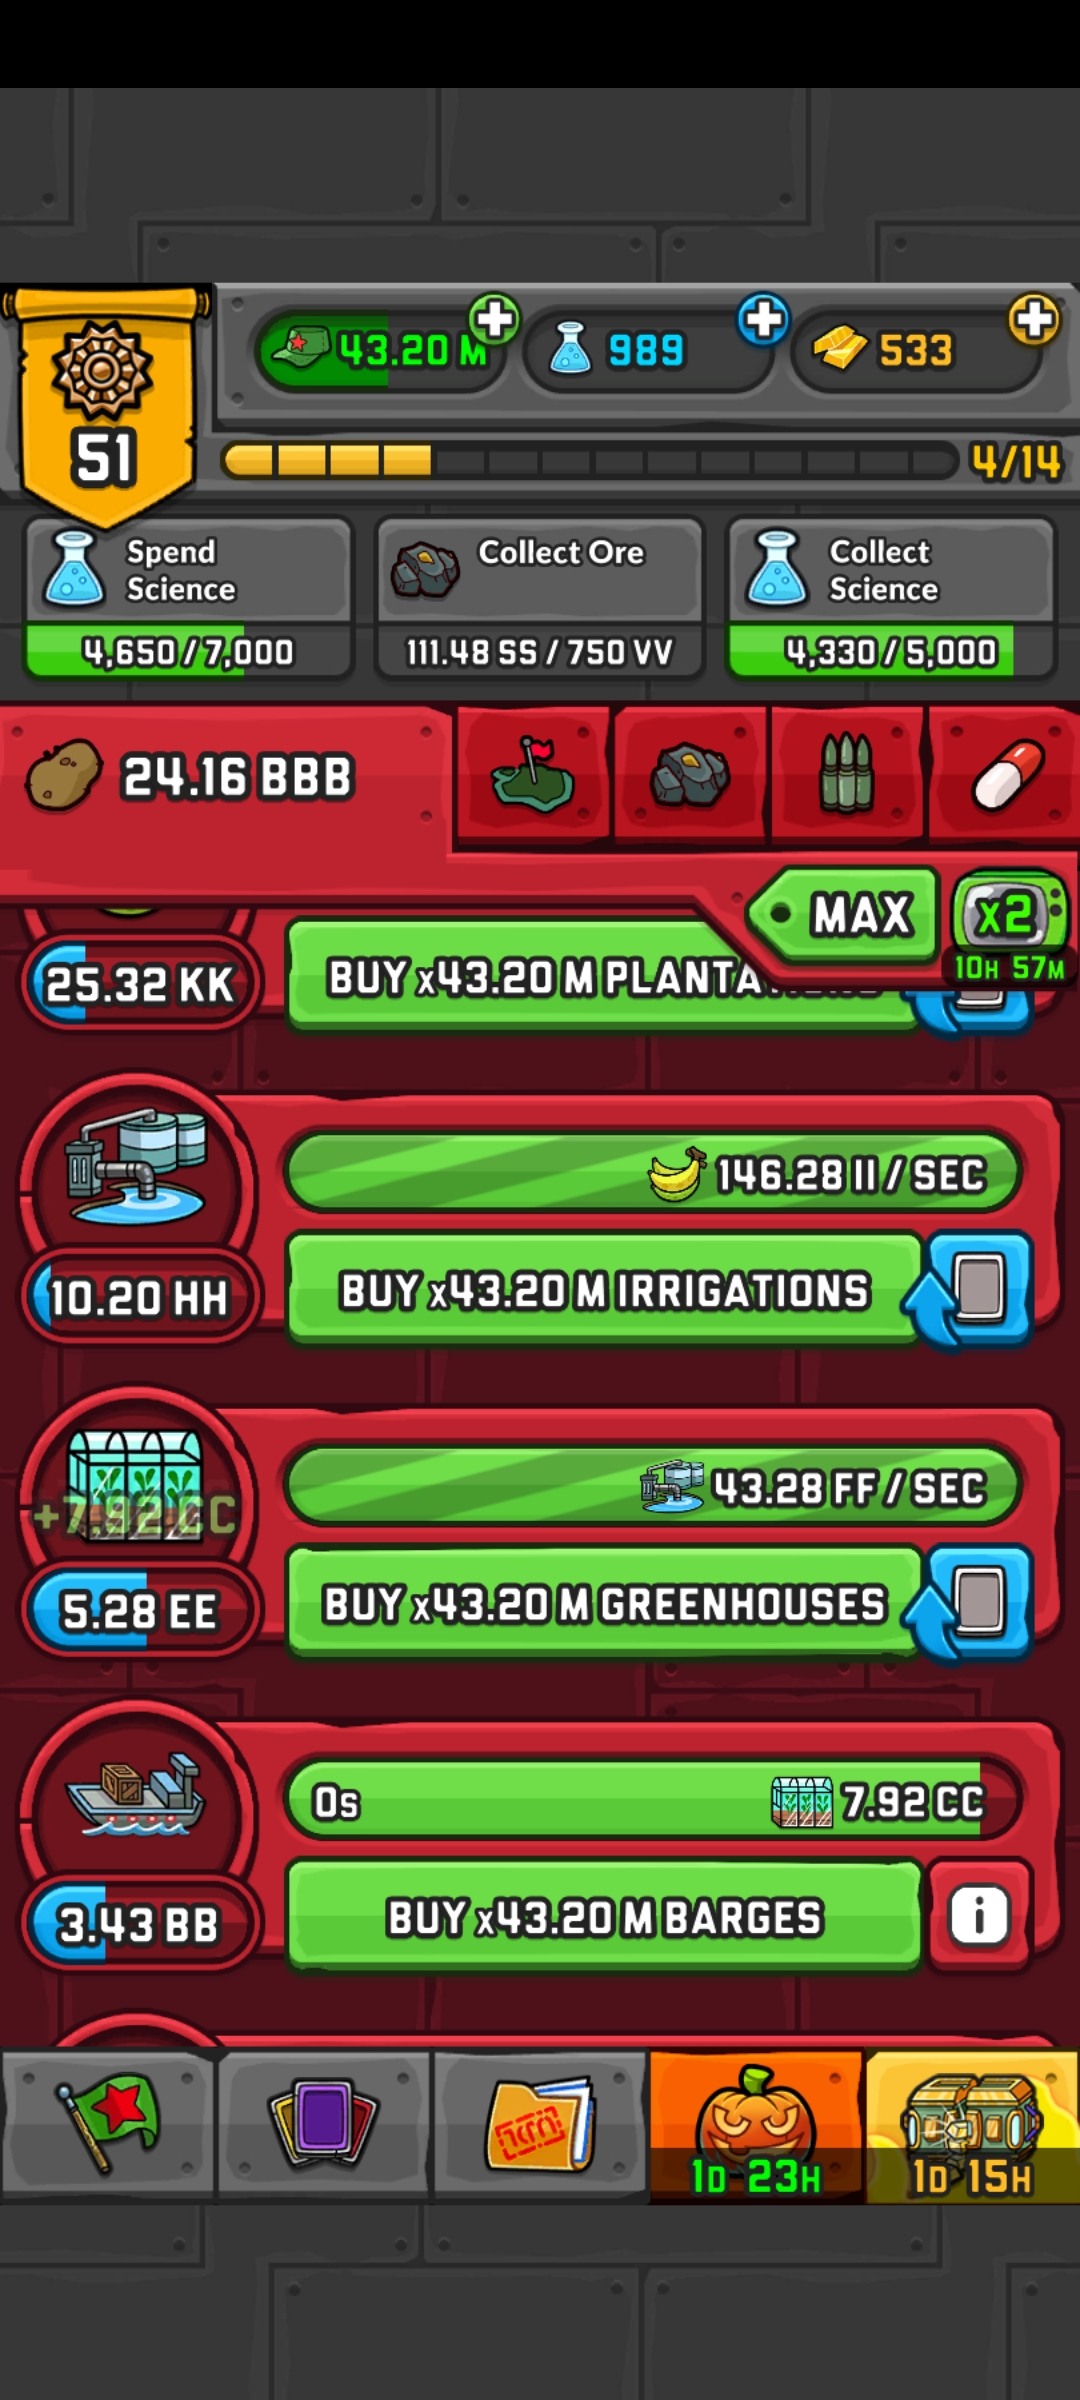 43.20 M
989
533
51
4/14
Spend
Science
4,650/7,000
Collect Ore
111.48 SS/750 VV
Collect
Science
4,330/5,000
24.16 BBB
MAX
x2
10H 57M
25.32 KK
BUY x43.20 M
146.28 II/SEC
10.20 HH
BUY x43.20 M IRRIGATIONS
+7.92 CC
43.28 FF/SEC
5.28 EE
BUY x43.20 M GREENHOUSES
0s
7.92 CC
3.43 BB
BUY x43.20 M BARGES
i
1D 23H
1D 15H